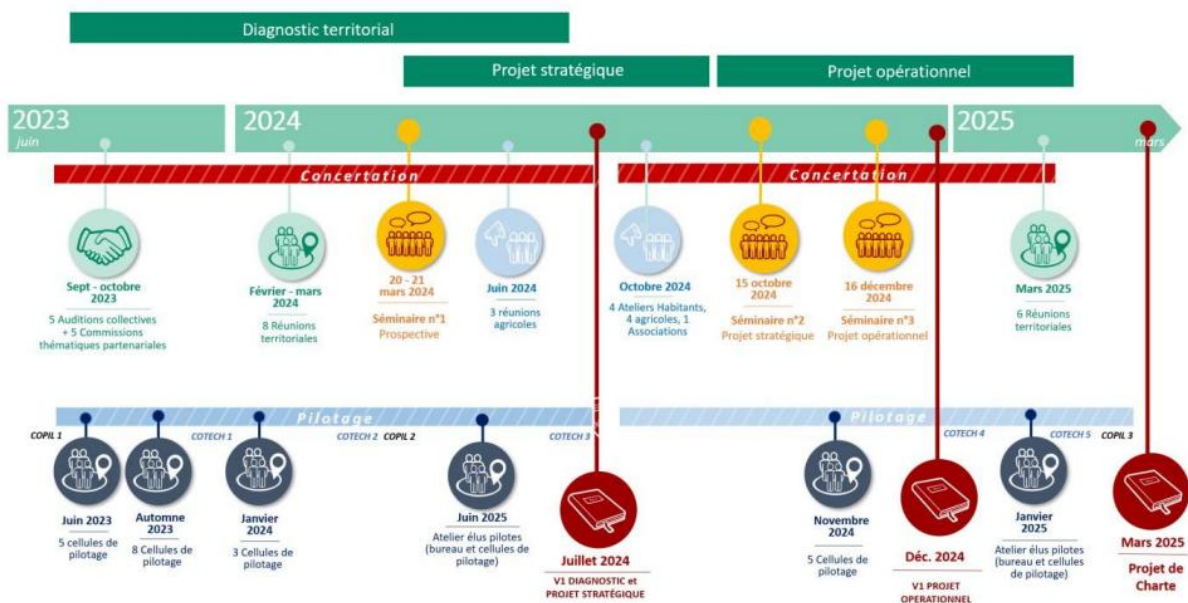 Diagnostic territorial
Projet stratégique
Projet opérationnel
2023
juin
2024
2025
mars
Concertation
Concertation
Sept - octobre
2023
5 Auditions collectives
+ 5 Commissions
thématiques partenariales
Février - mars
2024
8 Réunions
territoriales
20 - 21
mars 2024
Séminaire n°1
Prospective
Juin 2024
3 réunions
agricoles
Octobre 2024
4 Ateliers Habitants,
4 agricoles, 1
Associations
15 octobre
2024
Séminaire n°2
Projet stratégique
16 décembre
2024
Séminaire n°3
Projet opérationnel
Mars 2025
6 Réunions
territoriales
Pilotage
Pilotage
COPIL 1
COTECH 1
COTECH 2
COPIL 2
COTECH 3
COTECH 4
COTECH 5
COPIL 3
Juin 2023
5 cellules de
pilotage
Automne
2023
8 Cellules de
pilotage
Janvier
2024
3 Cellules de
pilotage
Juin 2025
Atelier élus pilotes
(bureau et cellules de
pilotage)
Juillet 2024
V1 DIAGNOSTIC et
PROJET STRATÉGIQUE
Novembre
2024
5 Cellules de
pilotage
Déc. 2024
V1 PROJET
OPERATIONNEL
Janvier
2025
Atelier élus pilotes
(bureau et cellules
de pilotage)
Mars 2025
Projet de
Charte